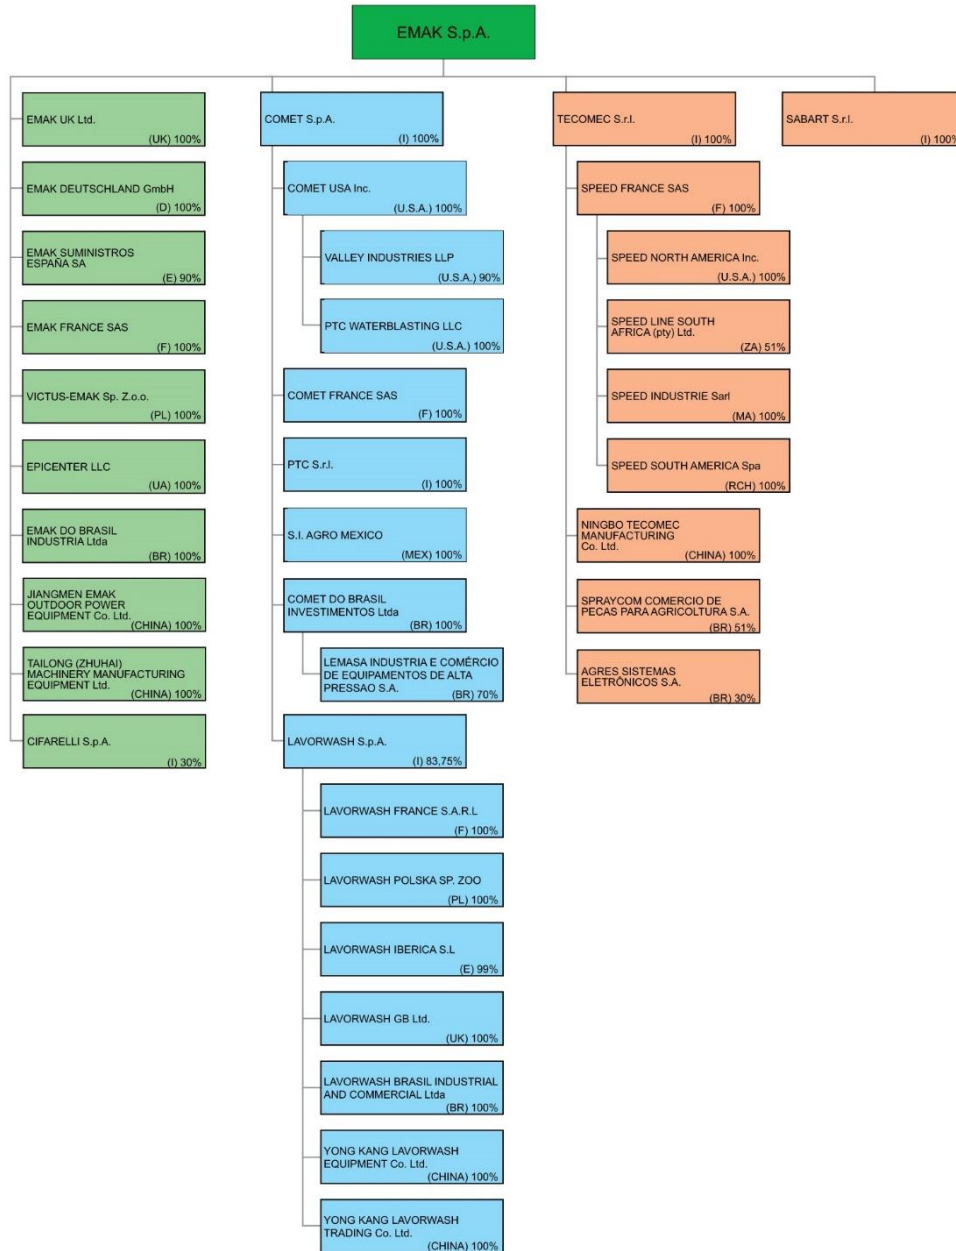 EMAK S.p.A.
EMAK UK Ltd.
(UK) 100%
EMAK DEUTSCHLAND GmbH
(D) 100%
EMAK SUMINISTROS
ESPAÑA SA
(E) 90%
EMAK FRANCE SAS
(F) 100%
VICTUS-EMAK Sp. Z.o.o.
(PL) 100%
EPICENTER LLC
(UA) 100%
EMAK DO BRASIL
INDUSTRIA Ltda
(BR) 100%
JIANGMEN EMAK
OUTDOOR POWER
EQUIPMENT Co. Ltd.
(CHINA) 100%
TAILONG (ZHUHAI)
MACHINERY MANUFACTURING
EQUIPMENT Ltd.
(CHINA) 100%
CIFARELLI S.p.A.
(I) 30%
COMET S.p.A.
(I) 100%
COMET USA Inc.
(U.S.A.) 100%
VALLEY INDUSTRIES LLP
(U.S.A.) 90%
PTC WATERBLASTING LLC
(U.S.A.) 100%
COMET FRANCE SAS
(F) 100%
PTC S.r.l.
(I) 100%
S.I. AGRO MEXICO
(MEX) 100%
COMET DO BRASIL
INVESTIMENTOS Ltda
(BR) 100%
LEMASA INDUSTRIA E COMÉRCIO
DE EQUIPAMENTOS DE ALTA
PRESSAO S.A.
(BR) 70%
LAVORWASH S.p.A.
(I) 83,75%
LAVORWASH FRANCE S.A.R.L
(F) 100%
LAVORWASH POLSKA SP. ZOO
(PL) 100%
LAVORWASH IBERICA S.L
(E) 99%
LAVORWASH GB Ltd.
(UK) 100%
LAVORWASH BRASIL INDUSTRIAL
AND COMMERCIAL Ltda
(BR) 100%
YONG KANG LAVORWASH
EQUIPMENT Co. Ltd.
(CHINA) 100%
YONG KANG LAVORWASH
TRADING Co. Ltd.
(CHINA) 100%
TECOMEC S.r.l.
(I) 100%
SPEED FRANCE SAS
(F) 100%
SPEED NORTH AMERICA Inc.
(U.S.A.) 100%
SPEED LINE SOUTH
AFRICA (pty) Ltd.
(ZA) 51%
SPEED INDUSTRIE Sarl
(MA) 100%
SPEED SOUTH AMERICA Spa
(RCH) 100%
NINGBO TECOMEC
MANUFACTURING
Co. Ltd.
(CHINA) 100%
SPRAYCOM COMERCIO DE
PECAS PARA AGRICOLTURA S.A.
(BR) 51%
AGRES SISTEMAS
ELETRÔNICOS S.A.
(BR) 30%
SABART S.r.l.
(I) 100%